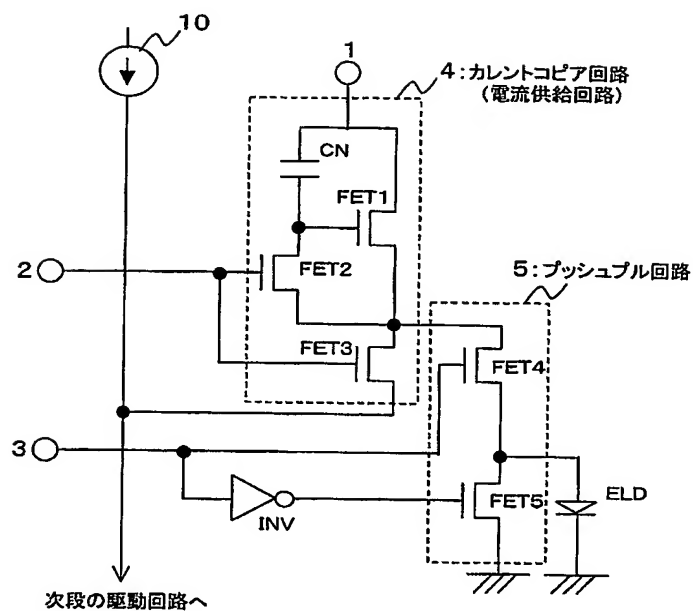 10
1
4:カレントコピア回路
(電流供給回路)
CN
FET1
2
FET2
5:プッシュプル回路
FET3
FET4
3
INV
FET5
ELD
次段の駆動回路へ